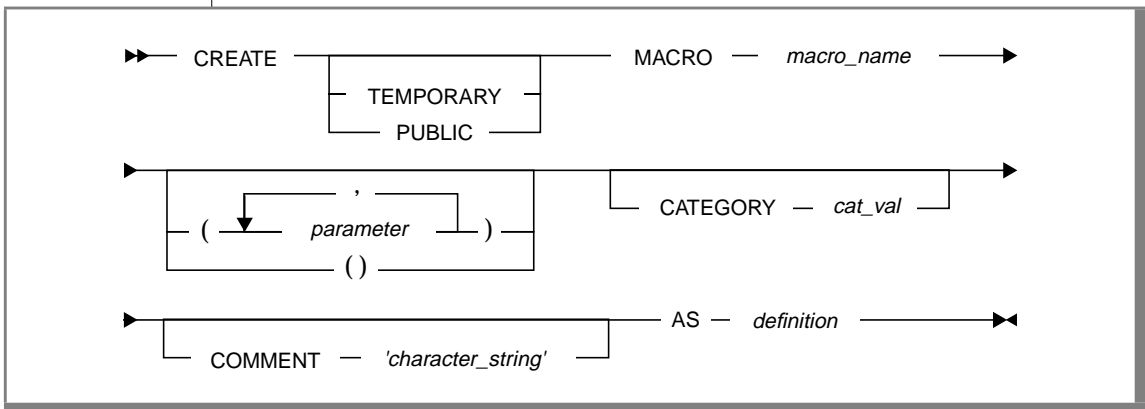 CREATE MACRO macro_name
TEMPORARY
PUBLIC
,
( parameter ) CATEGORY cat_val
()
AS definition
COMMENT 'character_string'